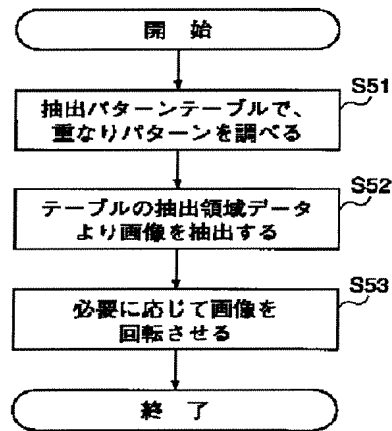 開始
S51
抽出パターンテーブルで、
重なりパターンを調べる
S52
テーブルの抽出領域データ
より画像を抽出する
S53
必要に応じて画像を
回転させる
終了